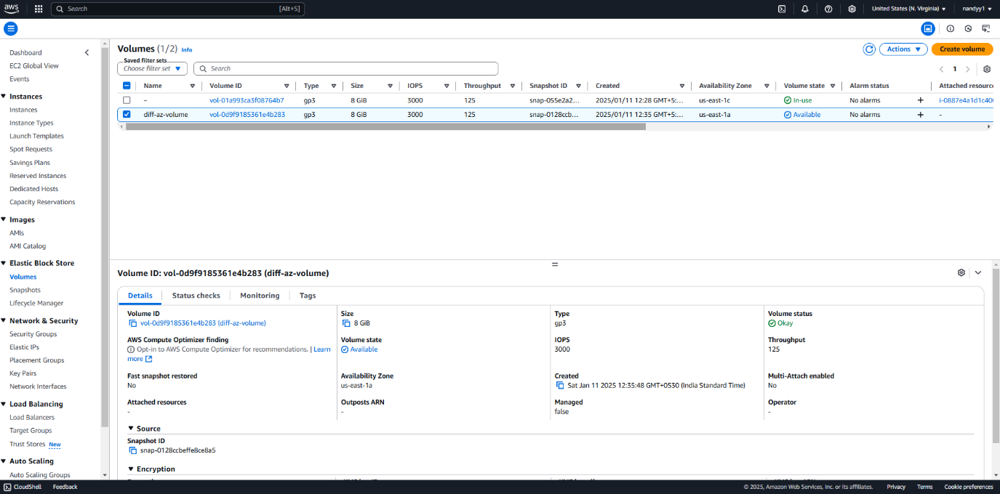 aws Search [Alt+S] United States (N. Virginia) nandyy1
Dashboard
EC2 Global View
Events
Instances
Instances
Instance Types
Launch Templates
Spot Requests
Savings Plans
Reserved Instances
Dedicated Hosts
Capacity Reservations
Images
AMIs
AMI Catalog
Elastic Block Store
Volumes
Snapshots
Lifecycle Manager
Network & Security
Security Groups
Elastic IPs
Placement Groups
Key Pairs
Network Interfaces
Load Balancing
Load Balancers
Target Groups
Trust Stores New
Auto Scaling
Auto Scaling Groups
Volumes (1/2) Info
Actions Create volume
Saved filter sets
Choose filter set Search
1
Name Volume ID Type Size IOPS Throughput Snapshot ID Created Availability Zone Volume state Alarm status Attached resource
– vol-01a993ca3f08764b7 gp3 8 GiB 3000 125 snap-055e2a2... 2025/01/11 12:28 GMT+5:... us-east-1c In-use No alarms + i-0887e4a1d1c40
diff-az-volume vol-0d9f9185361e4b283 gp3 8 GiB 3000 125 snap-0128ccb... 2025/01/11 12:35 GMT+5:... us-east-1a Available No alarms + -
Volume ID: vol-0d9f9185361e4b283 (diff-az-volume)
Details Status checks Monitoring Tags
Volume ID Size Type Volume status
vol-0d9f9185361e4b283 (diff-az-volume) 8 GiB gp3 Okay
AWS Compute Optimizer finding Volume state IOPS Throughput
Opt-in to AWS Compute Optimizer for recommendations. | Learn Available 3000 125
more
Fast snapshot restored Availability Zone Created Multi-Attach enabled
No us-east-1a Sat Jan 11 2025 12:35:48 GMT+0530 (India Standard Time) No
Attached resources Outposts ARN Managed Operator
- - false -
Source
Snapshot ID
snap-0128ccbeffe8ce8a5
Encryption
CloudShell Feedback © 2025, Amazon Web Services, Inc. or its affiliates. Privacy Terms Cookie preferences